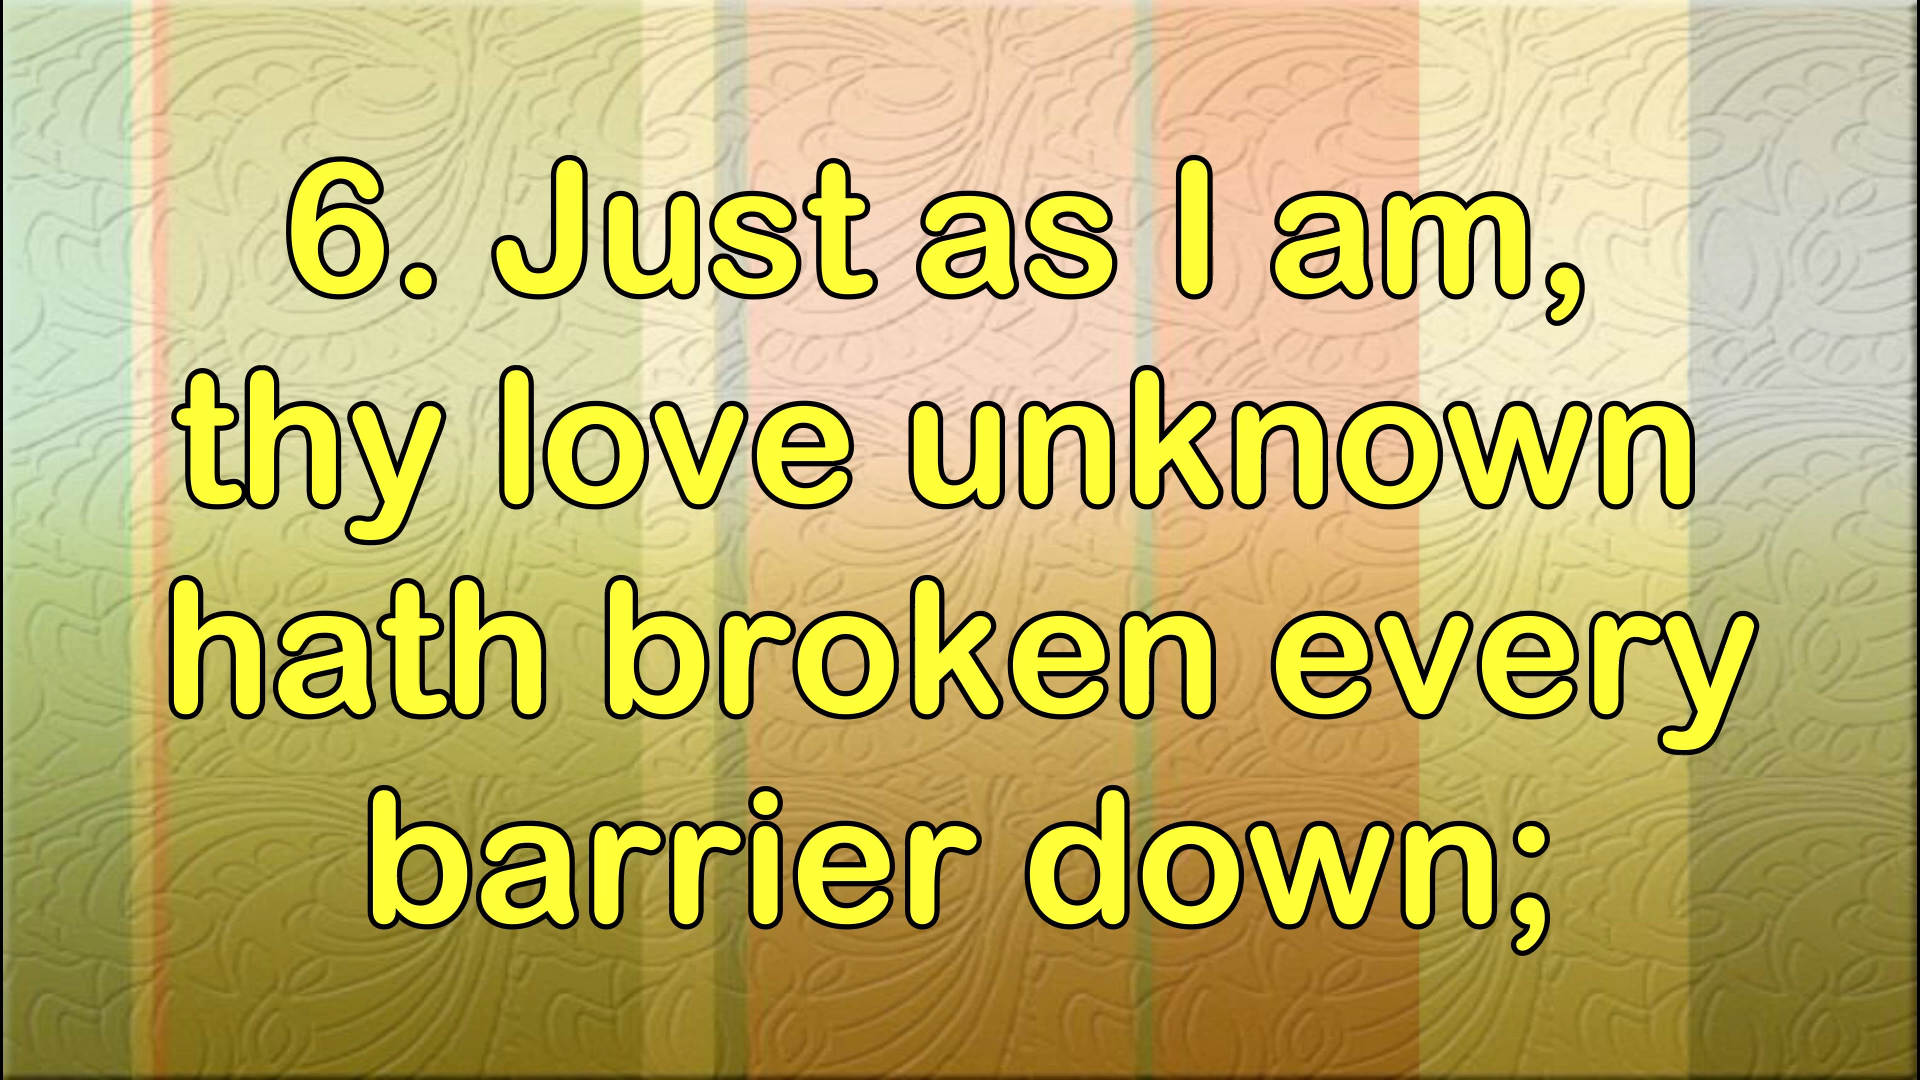 6. Just as I am,
thy love unknown
hath broken every
barrier down;